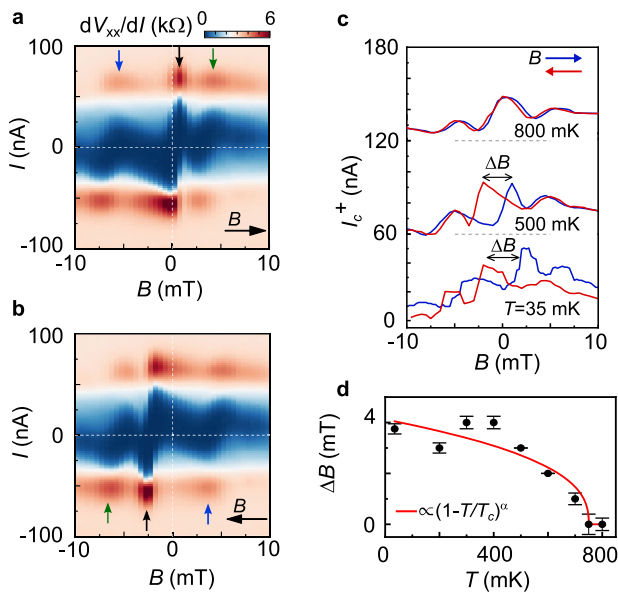 a
dV_xx/dI (kΩ)
0
6
100
0
-100
I (nA)
B
-10
0
10
B (mT)
b
100
0
-100
I (nA)
B
-10
0
10
B (mT)
c
180
120
60
0
I_c^+ (nA)
B
800 mK
ΔB
500 mK
ΔB
T=35 mK
-10
0
10
B (mT)
d
4
0
ΔB (mT)
∝(1-T/T_c)^α
0
400
800
T (mK)